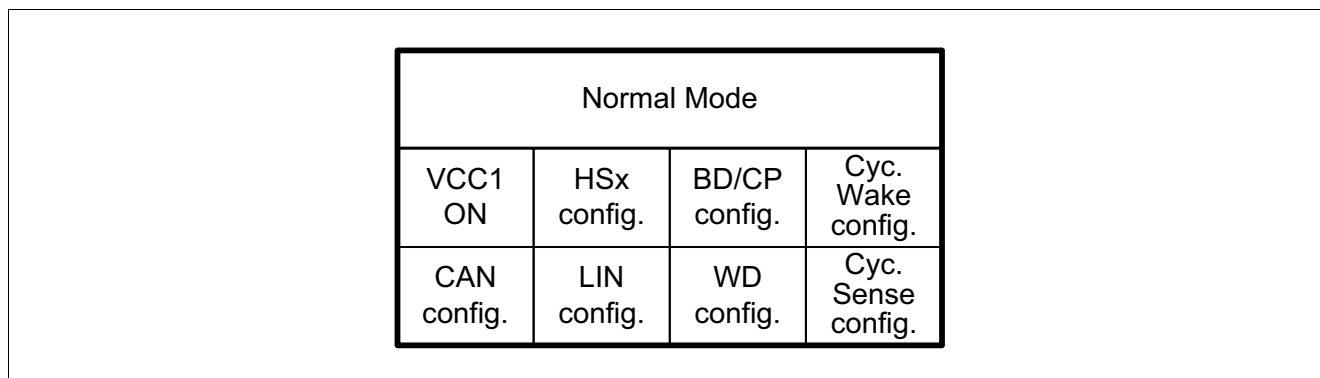 Normal Mode
VCC1
ON
HSx
config.
BD/CP
config.
Cyc.
Wake
config.
CAN
config.
LIN
config.
WD
config.
Cyc.
Sense
config.